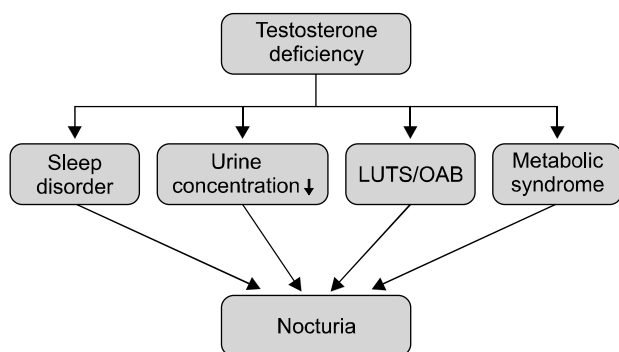 Testosterone
deficiency
Sleep
disorder
Urine
concentration ↓
LUTS/OAB
Metabolic
syndrome
Nocturia